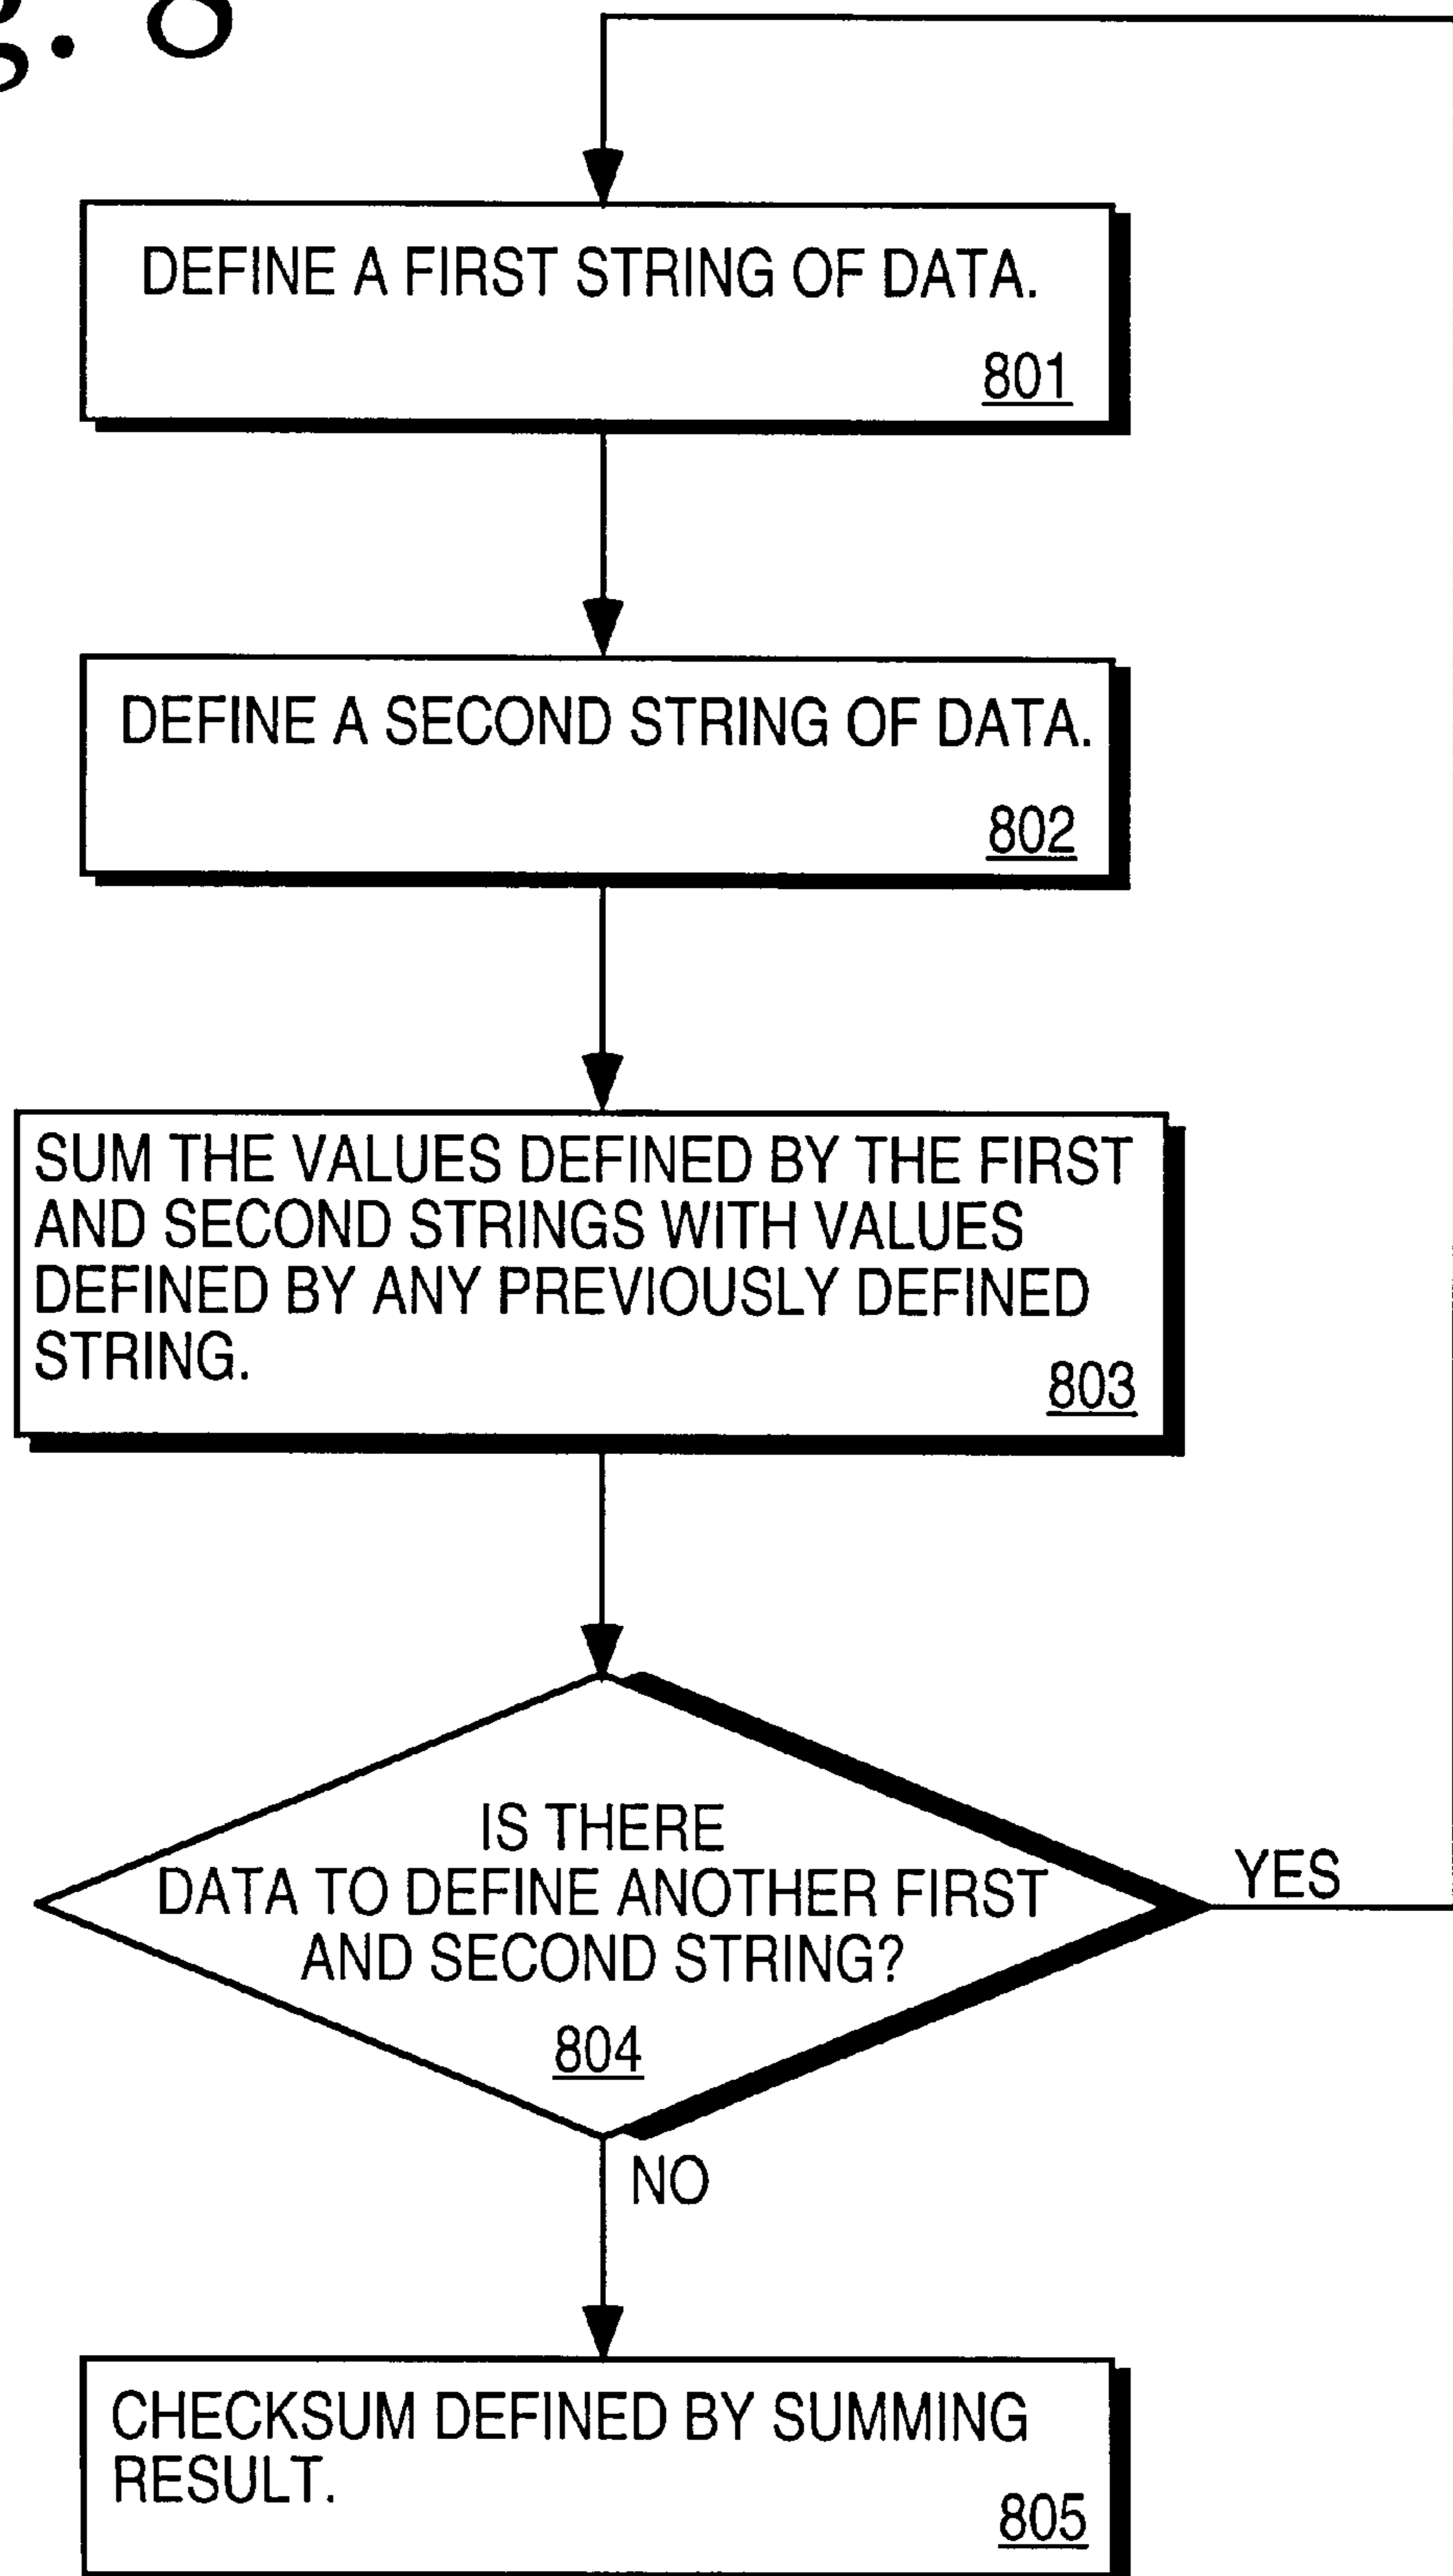 g. 8
DEFINE A FIRST STRING OF DATA.
801
DEFINE A SECOND STRING OF DATA.
802
SUM THE VALUES DEFINED BY THE FIRST
AND SECOND STRINGS WITH VALUES
DEFINED BY ANY PREVIOUSLY DEFINED
STRING.
803
IS THERE
DATA TO DEFINE ANOTHER FIRST
AND SECOND STRING?
804
YES
NO
CHECKSUM DEFINED BY SUMMING
RESULT.
805